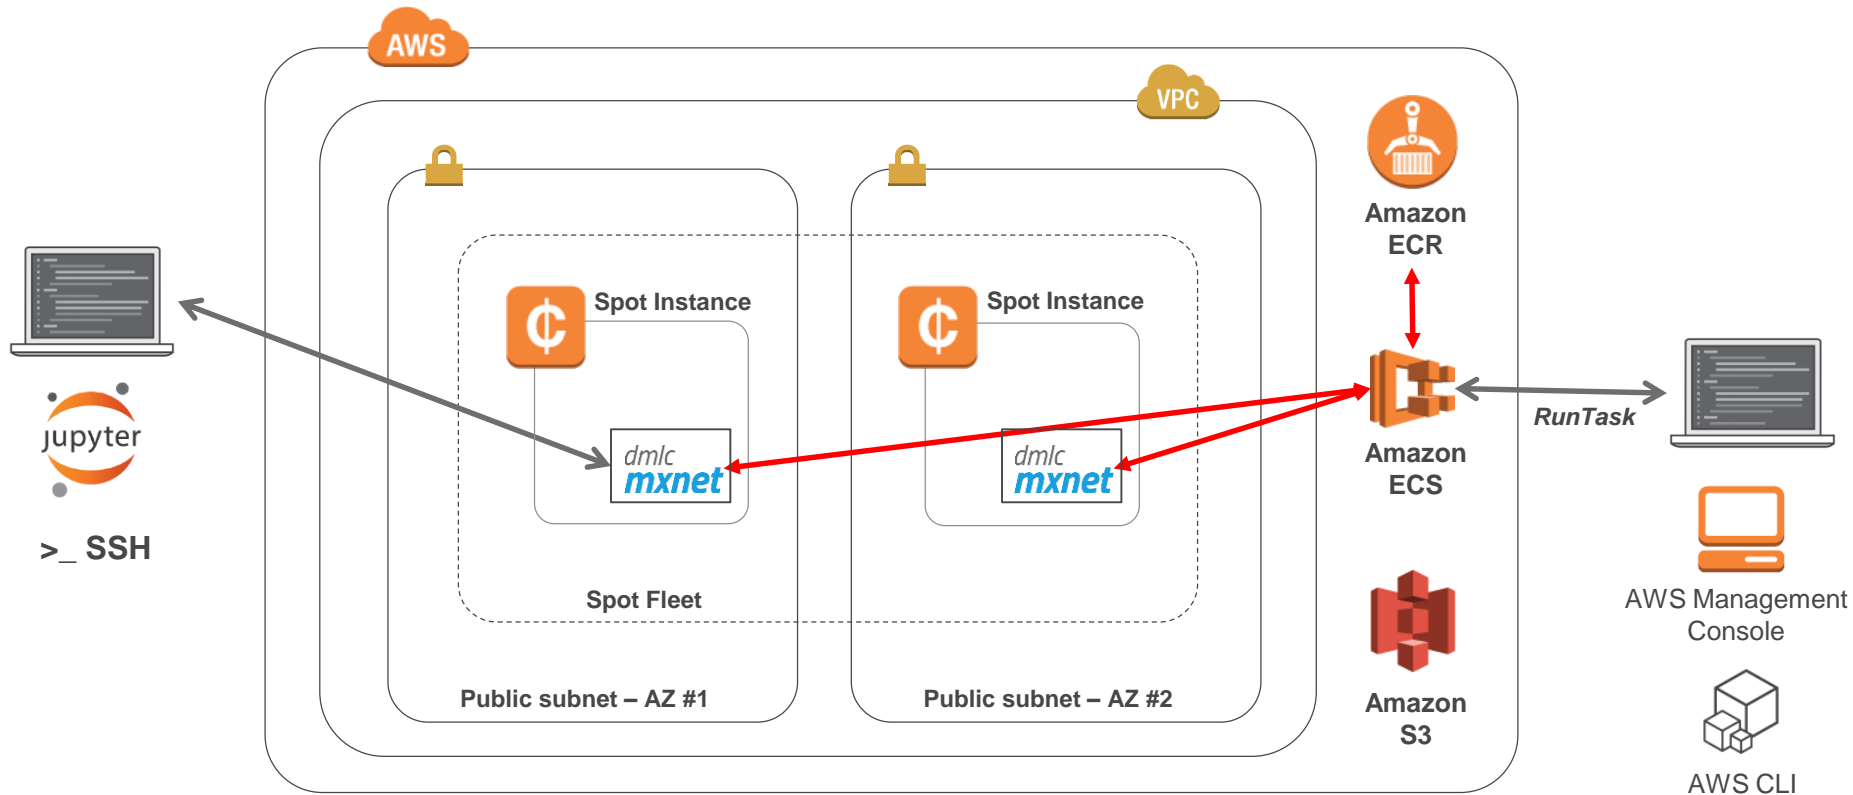 AWS
VPC
Amazon
ECR
Spot Instance
Spot Instance
jupyter
>_ SSH
dmlc
mxnet
dmlc
mxnet
RunTask
Amazon
ECS
Spot Fleet
AWS Management
Console
Public subnet – AZ #1
Public subnet – AZ #2
Amazon
S3
AWS CLI